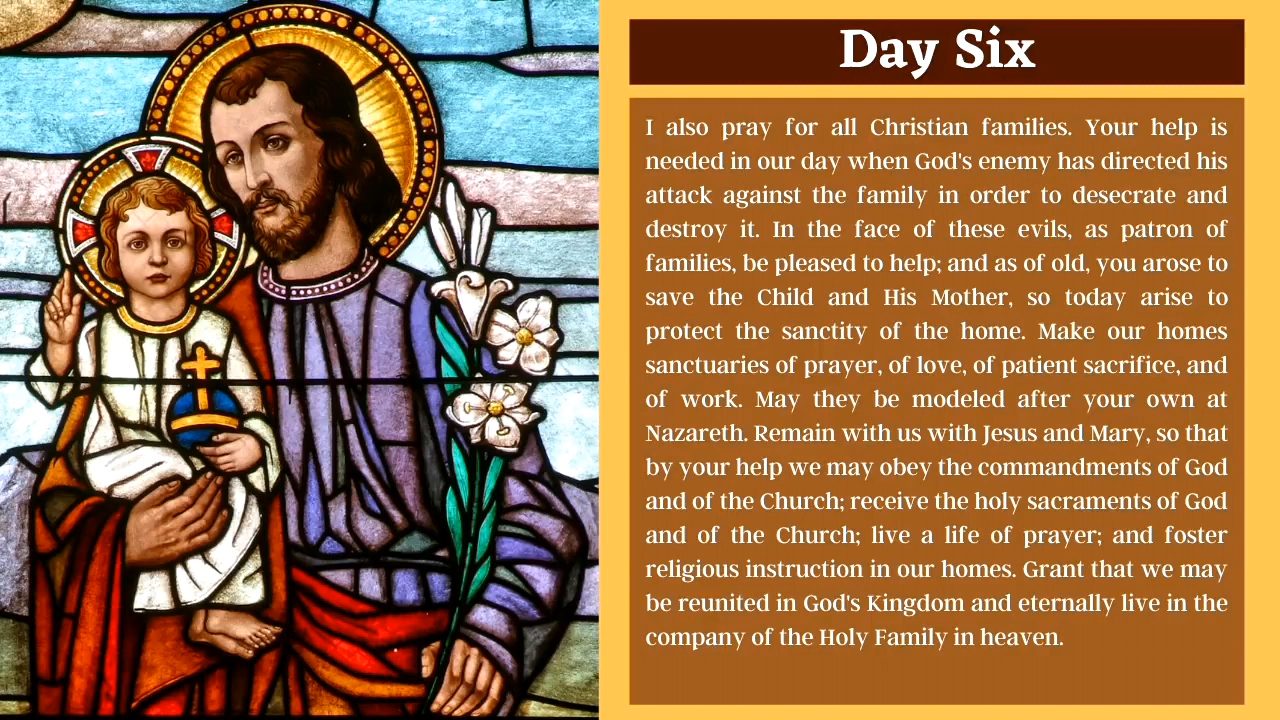 Day Six
I also pray for all Christian families. Your help is
needed in our day when God's enemy has directed his
attack against the family in order to desecrate and
destroy it. In the face of these evils, as patron of
families, be pleased to help; and as of old, you arose to
save the Child and His Mother, so today arise to
protect the sanctity of the home. Make our homes
sanctuaries of prayer, of love, of patient sacrifice, and
of work. May they be modeled after your own at
Nazareth. Remain with us with Jesus and Mary, so that
by your help we may obey the commandments of God
and of the Church; receive the holy sacraments of God
and of the Church; live a life of prayer; and foster
religious instruction in our homes. Grant that we may
be reunited in God's Kingdom and eternally live in the
company of the Holy Family in heaven.